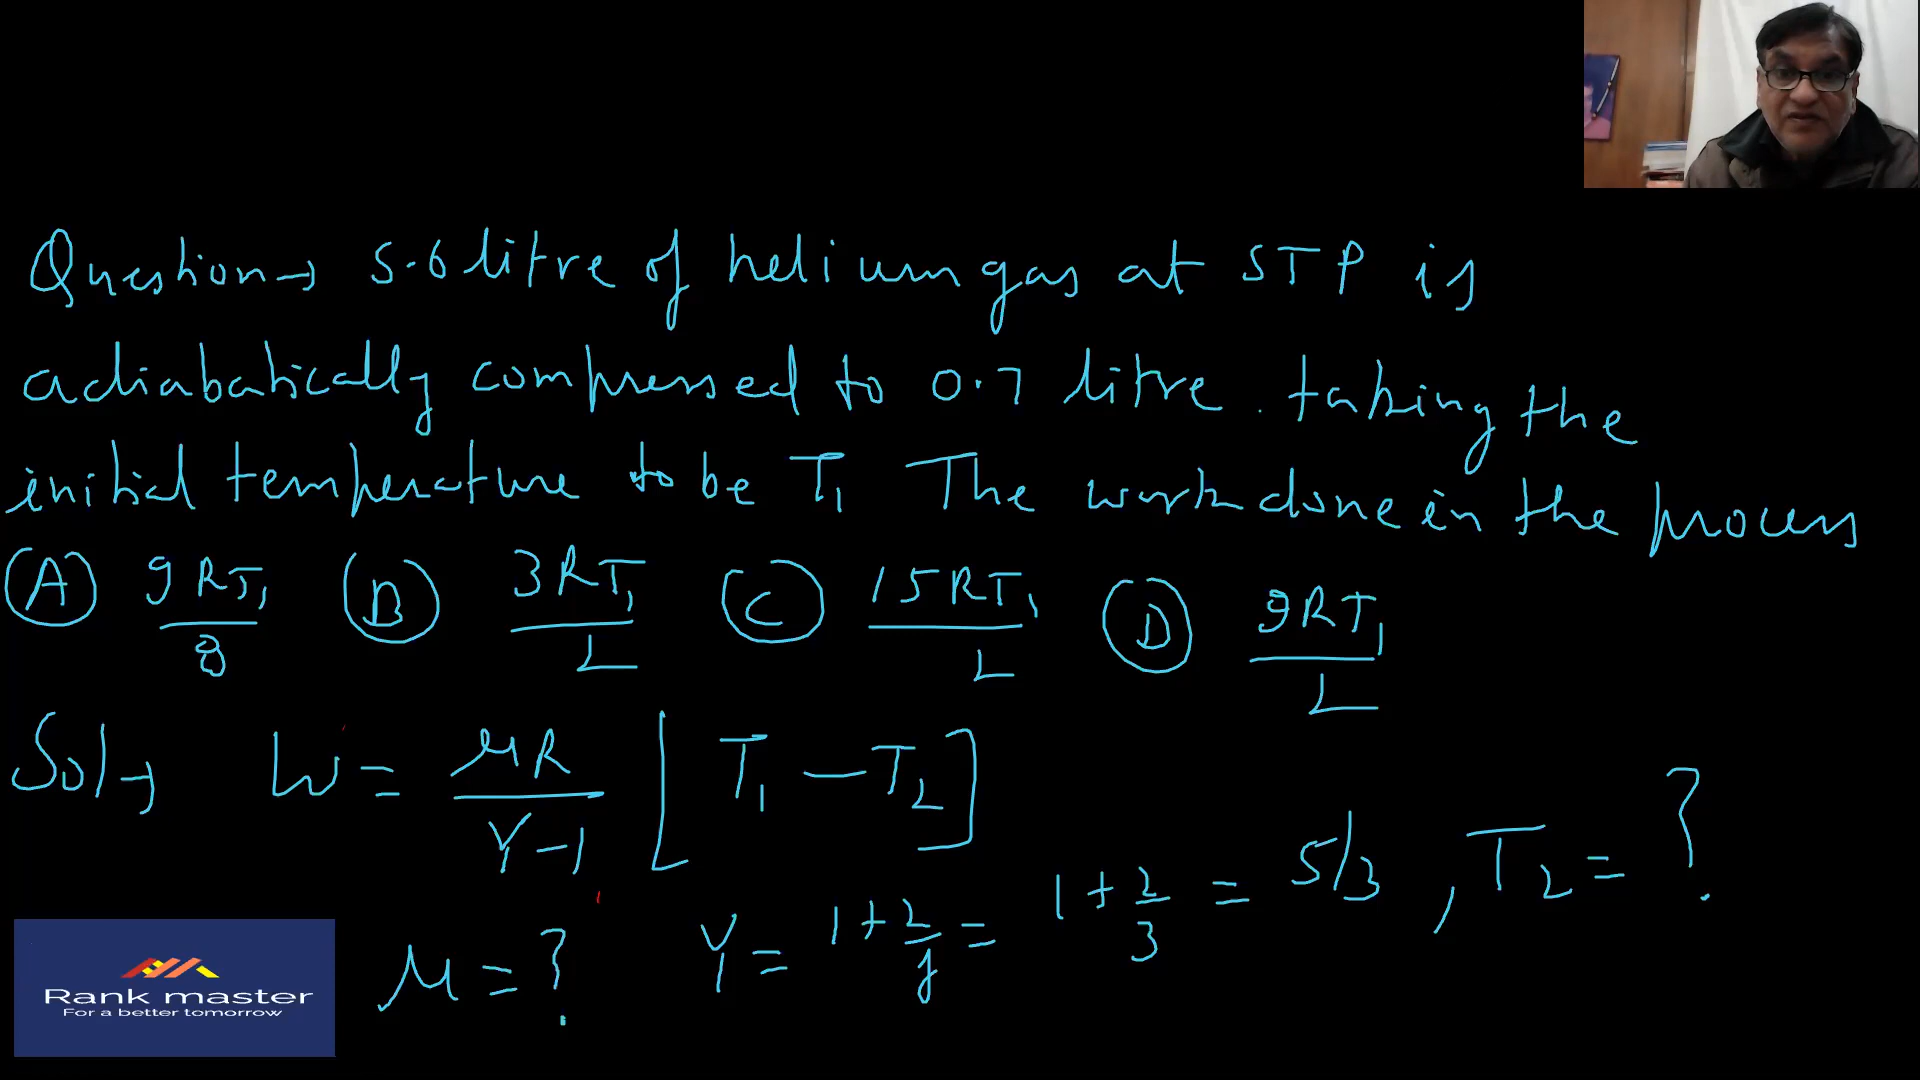 Question→ 5.6 litre of helium gas at STP is
adiabatically compressed to 0.7 litre. taking the
initial temperature to be T₁ The work done in the process
(A) 9RT₁/8 (B) 3RT₁/2 (C) 15RT₁/2 (D) 9RT₁/2
Sol→ W = μR/(γ-1) [T₁ - T₂]
μ = ? γ = 1 + 2/f = 1 + 2/3 = 5/3 , T₂ = ?
Rank master
For a better tomorrow